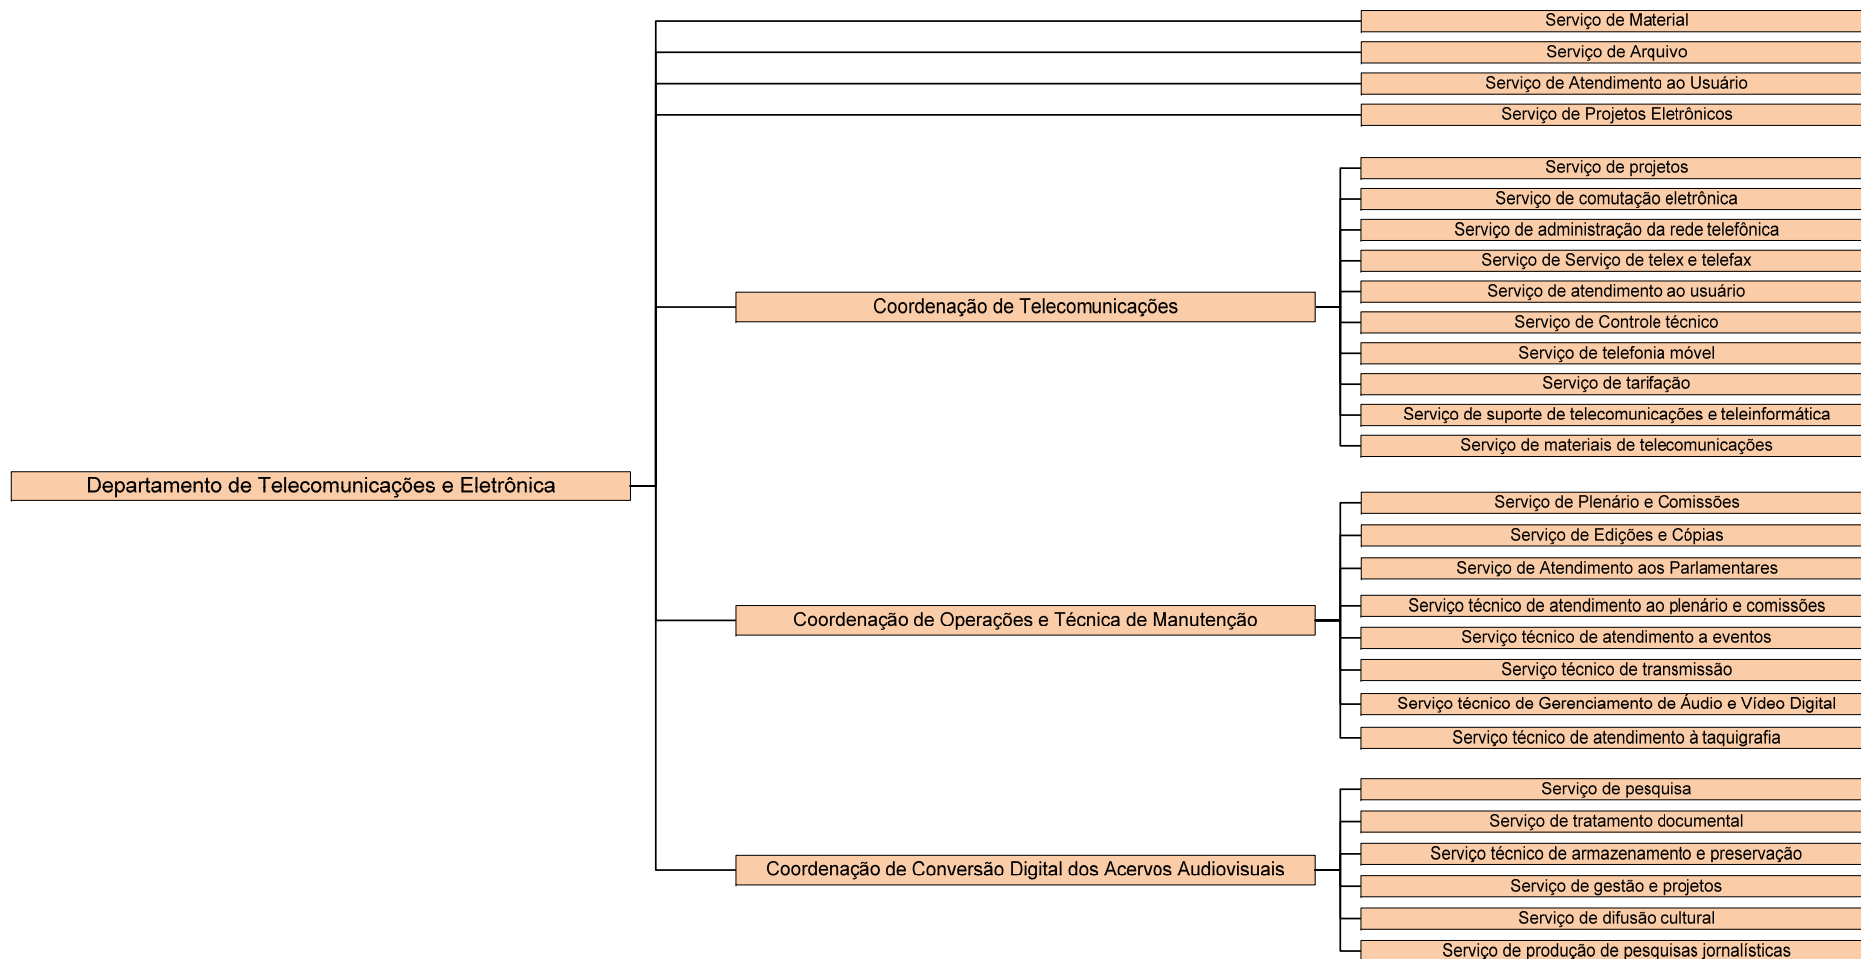 Serviço de Material
Serviço de Arquivo
Serviço de Atendimento ao Usuário
Serviço de Projetos Eletrônicos
Serviço de projetos
Serviço de comutação eletrônica
Serviço de administração da rede telefônica
Serviço de Serviço de telex e telefax
Coordenação de Telecomunicações
Serviço de atendimento ao usuário
Serviço de Controle técnico
Serviço de telefonia móvel
Serviço de tarifação
Serviço de suporte de telecomunicações e teleinformática
Serviço de materiais de telecomunicações
Departamento de Telecomunicações e Eletrônica
Serviço de Plenário e Comissões
Serviço de Edições e Cópias
Serviço de Atendimento aos Parlamentares
Serviço técnico de atendimento ao plenário e comissões
Coordenação de Operações e Técnica de Manutenção
Serviço técnico de atendimento a eventos
Serviço técnico de transmissão
Serviço técnico de Gerenciamento de Áudio e Vídeo Digital
Serviço técnico de atendimento à taquigrafia
Serviço de pesquisa
Serviço de tratamento documental
Serviço técnico de armazenamento e preservação
Coordenação de Conversão Digital dos Acervos Audiovisuais
Serviço de gestão e projetos
Serviço de difusão cultural
Serviço de produção de pesquisas jornalísticas